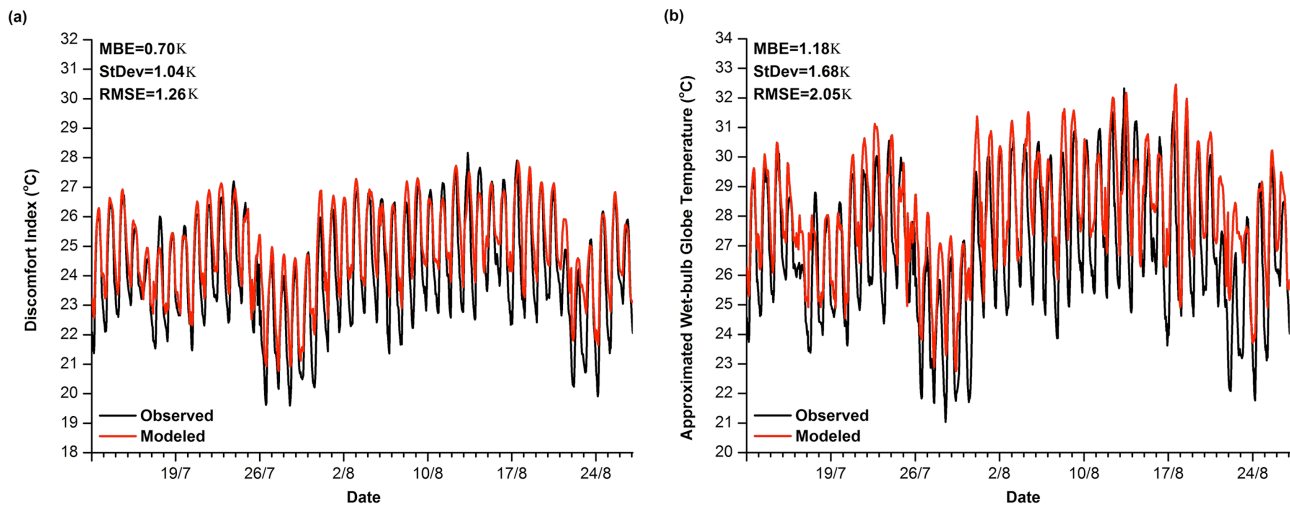 (a)
Discomfort Index (°C)
32
31
30
29
28
27
26
25
24
23
22
21
20
19
18
MBE=0.70K
StDev=1.04K
RMSE=1.26K
Observed
Modeled
19/7
26/7
2/8
10/8
17/8
24/8
Date
(b)
Approximated Wet-bulb Globe Temperature (°C)
34
33
32
31
30
29
28
27
26
25
24
23
22
21
20
MBE=1.18K
StDev=1.68K
RMSE=2.05K
Observed
Modeled
19/7
26/7
2/8
10/8
17/8
24/8
Date